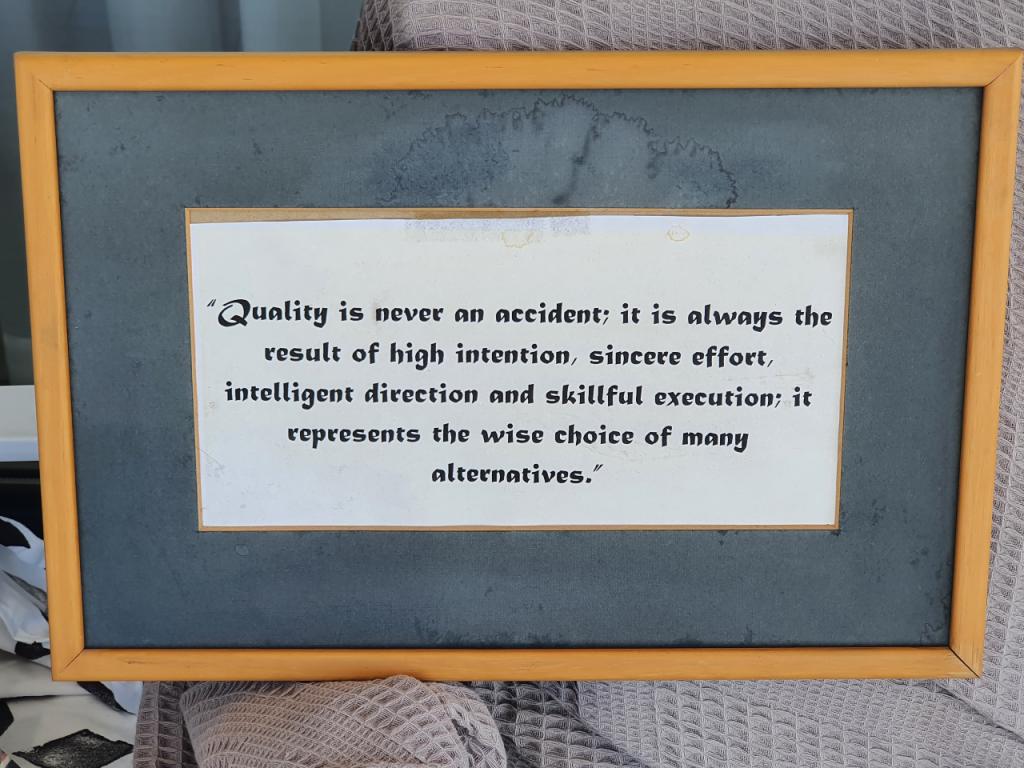 "Quality is never an accident; it is always the
result of high intention, sincere effort,
intelligent direction and skillful execution; it
represents the wise choice of many
alternatives."